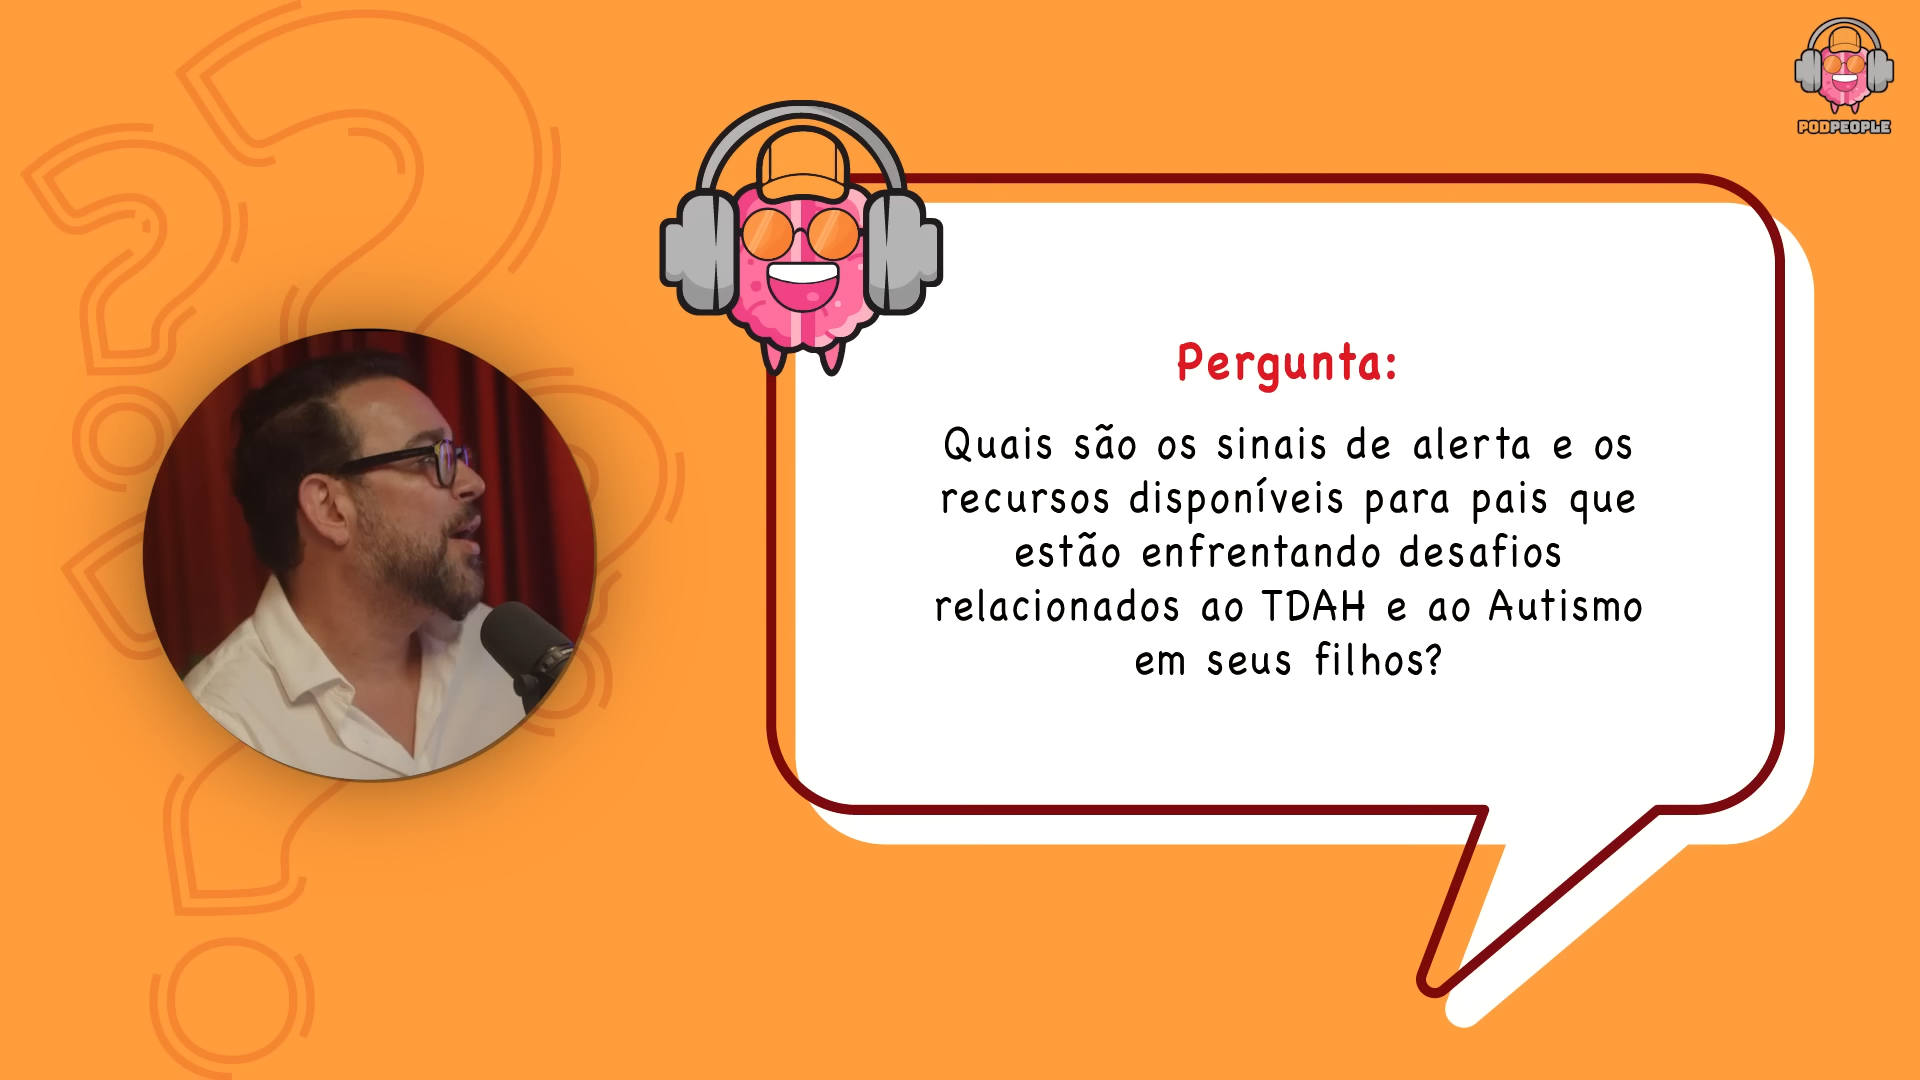 PODPEOPLE
Pergunta:
Quais são os sinais de alerta e os
recursos disponíveis para pais que
estão enfrentando desafios
relacionados ao TDAH e ao Autismo
em seus filhos?